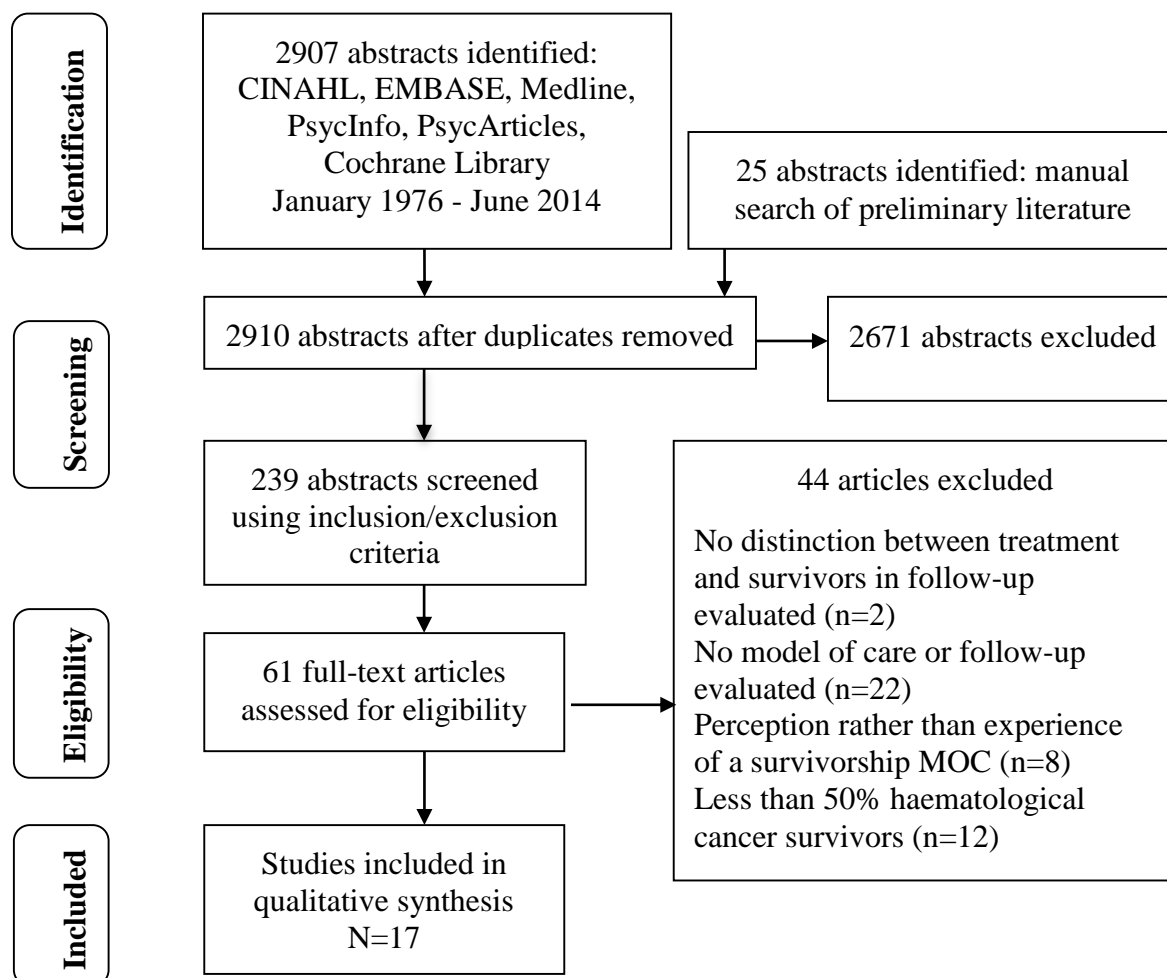 Identification
2907 abstracts identified:
CINAHL, EMBASE, Medline,
PsycInfo, PsycArticles,
Cochrane Library
January 1976 - June 2014
25 abstracts identified: manual
search of preliminary literature
Screening
2910 abstracts after duplicates removed
2671 abstracts excluded
239 abstracts screened
using inclusion/exclusion
criteria
Eligibility
61 full-text articles
assessed for eligibility
44 articles excluded
No distinction between treatment
and survivors in follow-up
evaluated (n=2)
No model of care or follow-up
evaluated (n=22)
Perception rather than experience
of a survivorship MOC (n=8)
Less than 50% haematological
cancer survivors (n=12)
Included
Studies included in
qualitative synthesis
N=17